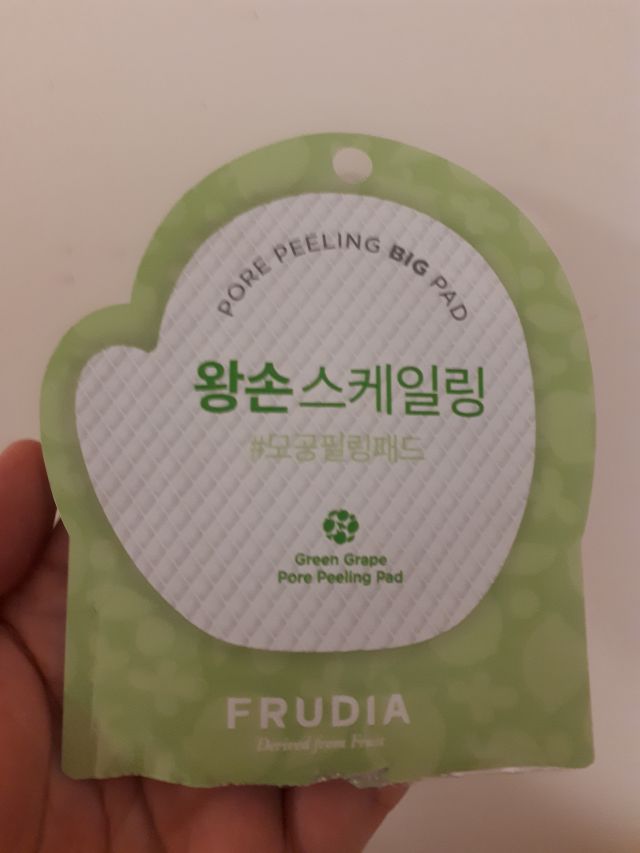 PORE PEELING BIG PAD
왕손스케일링
#모공필링패드
Green Grape
Pore Peeling Pad
FRUDIA
Derived from Fruit